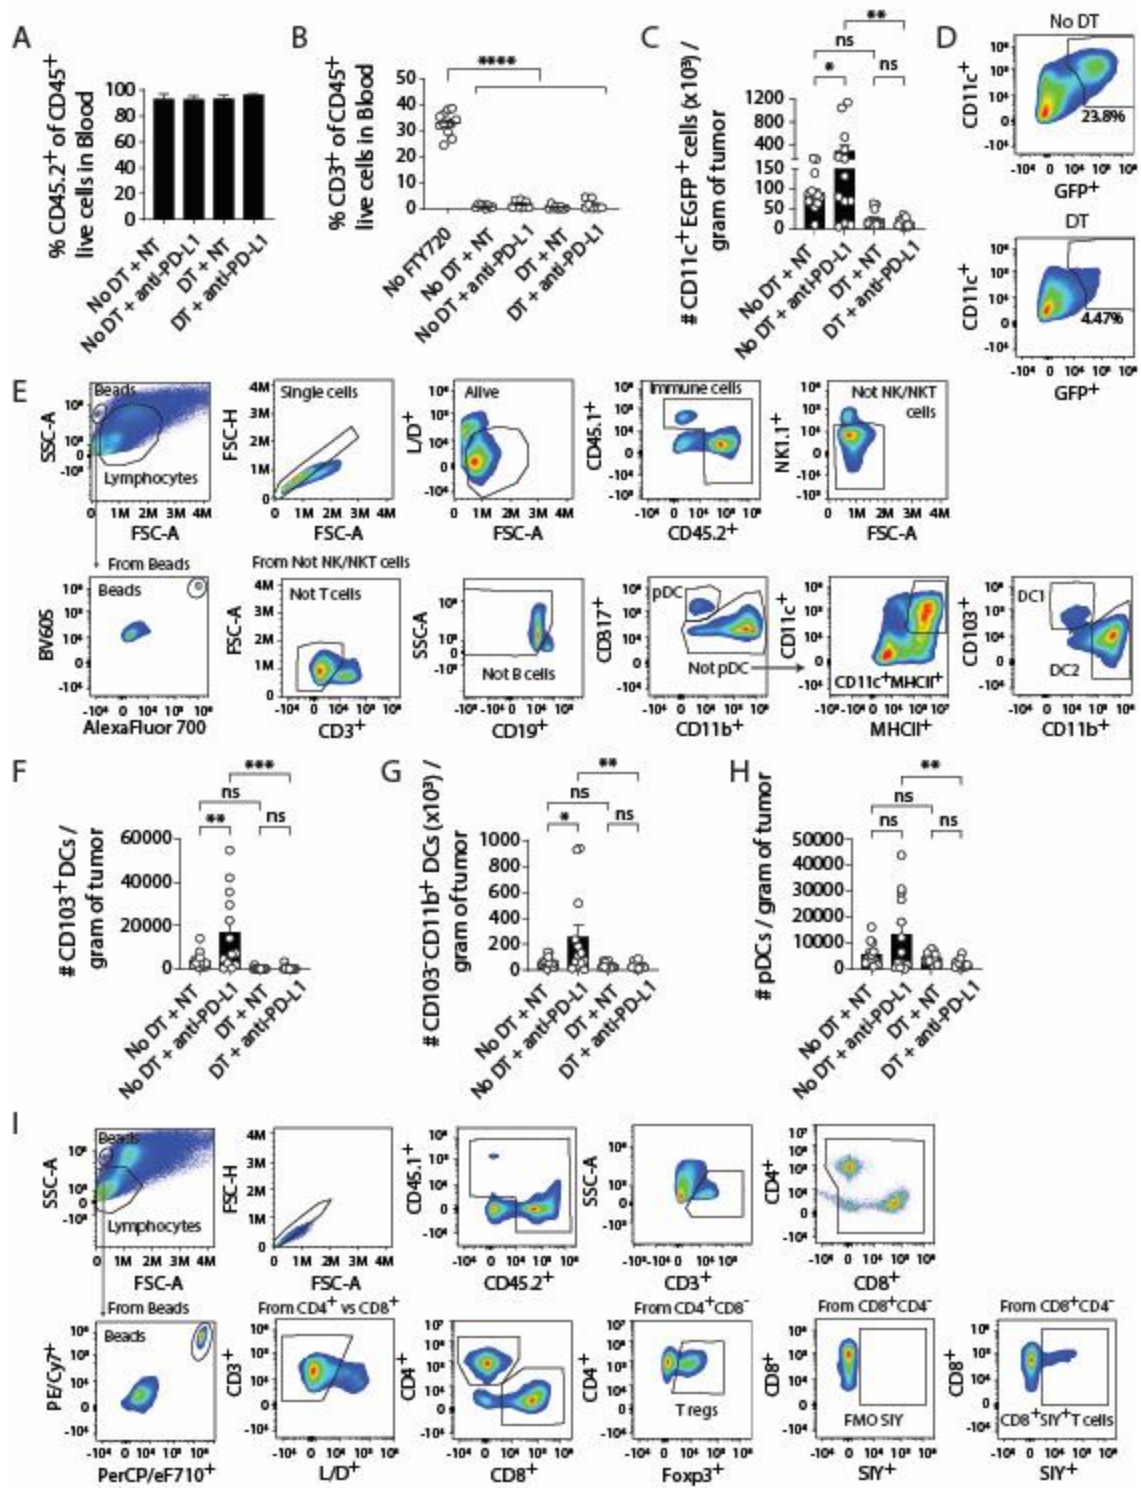 A
% CD45.2+ of CD45+
live cells in Blood
100
80
60
40
20
0
No DT + NT
No DT + anti-PD-L1
DT + NT
DT + anti-PD-L1
B
% CD3+ of CD45+
live cells in Blood
50
40
30
20
10
0
****
No FTY720
No DT + NT
No DT + anti-PD-L1
DT + NT
DT + anti-PD-L1
C
# CD11c+ EGFP+ cells (x10³) /
gram of tumor
1200
800
400
150
100
50
0
**
ns
*
ns
No DT + NT
No DT + anti-PD-L1
DT + NT
DT + anti-PD-L1
D
No DT
CD11c+
23.8%
GFP+
DT
CD11c+
4.47%
GFP+
E
Beads
Lymphocytes
SSC-A
FSC-A
Single cells
FSC-H
FSC-A
Alive
L/D+
FSC-A
Immune cells
CD45.1+
CD45.2+
Not NK/NKT
cells
NK1.1+
FSC-A
From Beads
Beads
BV605
AlexaFluor 700
From Not NK/NKT cells
Not T cells
FSC-A
CD3+
SSC-A
Not B cells
CD19+
pDC
CD317+
Not pDC
CD11b+
CD11c+
CD11c+MHCII+
MHCII+
DC1
CD103+
DC2
CD11b+
F
# CD103+ DCs /
gram of tumor
60000
40000
20000
0
***
ns
**
ns
No DT + NT
No DT + anti-PD-L1
DT + NT
DT + anti-PD-L1
G
# CD103- CD11b+ DCs (x10³) /
gram of tumor
1000
800
600
400
200
0
**
ns
*
ns
No DT + NT
No DT + anti-PD-L1
DT + NT
DT + anti-PD-L1
H
# pDCs / gram of tumor
50000
40000
30000
20000
10000
0
**
ns
ns
ns
No DT + NT
No DT + anti-PD-L1
DT + NT
DT + anti-PD-L1
I
Beads
Lymphocytes
SSC-A
FSC-A
FSC-H
FSC-A
CD45.1+
CD45.2+
SSC-A
CD3+
CD4+
CD8+
From Beads
Beads
PE/Cy7+
PerCP/eF710+
From CD4+ vs CD8+
CD3+
L/D+
CD4+
CD8+
From CD4+CD8-
CD4+
T regs
Foxp3+
From CD8+CD4-
CD8+
FMO SIY
SIY+
From CD8+CD4-
CD8+
CD8+SIY+T cells
SIY+